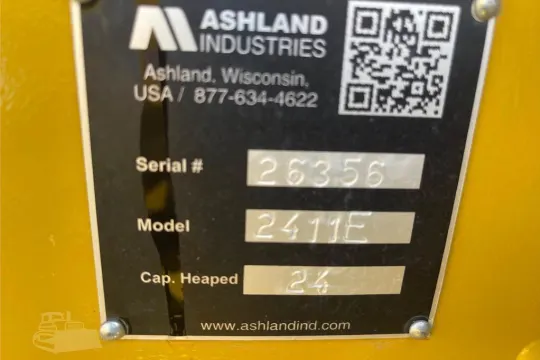 ASHLAND
INDUSTRIES
Ashland, Wisconsin,
USA / 877-634-4622
Serial # 26356
Model 2411E
Cap. Heaped 24
www.ashlandind.com